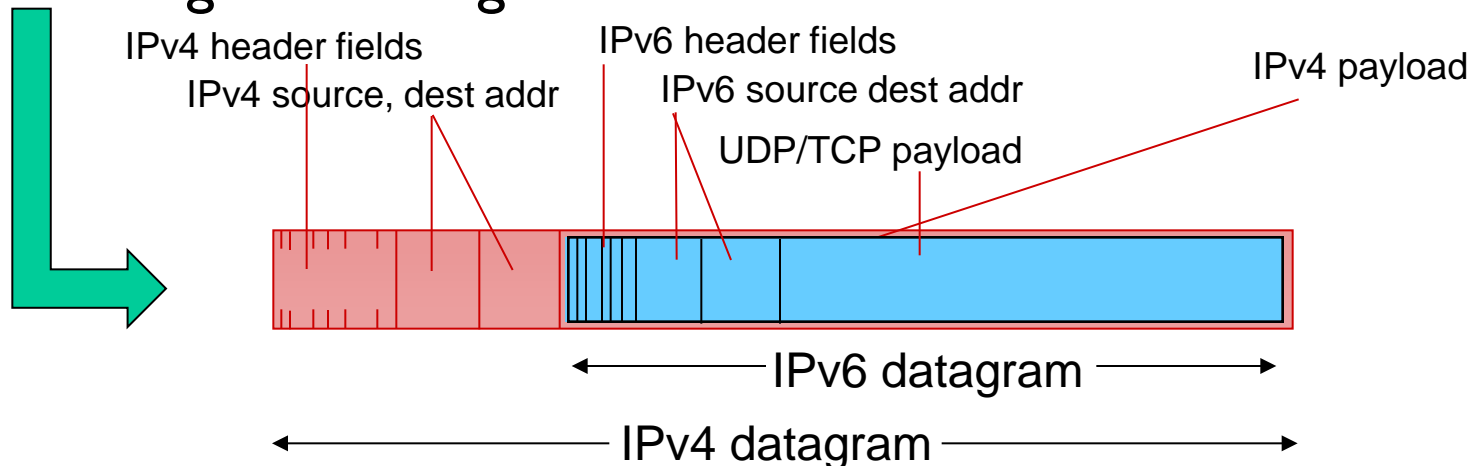 IPv4 header fields
IPv6 header fields
IPv4 payload
IPv4 source, dest addr
IPv6 source dest addr
UDP/TCP payload
IPv6 datagram
IPv4 datagram